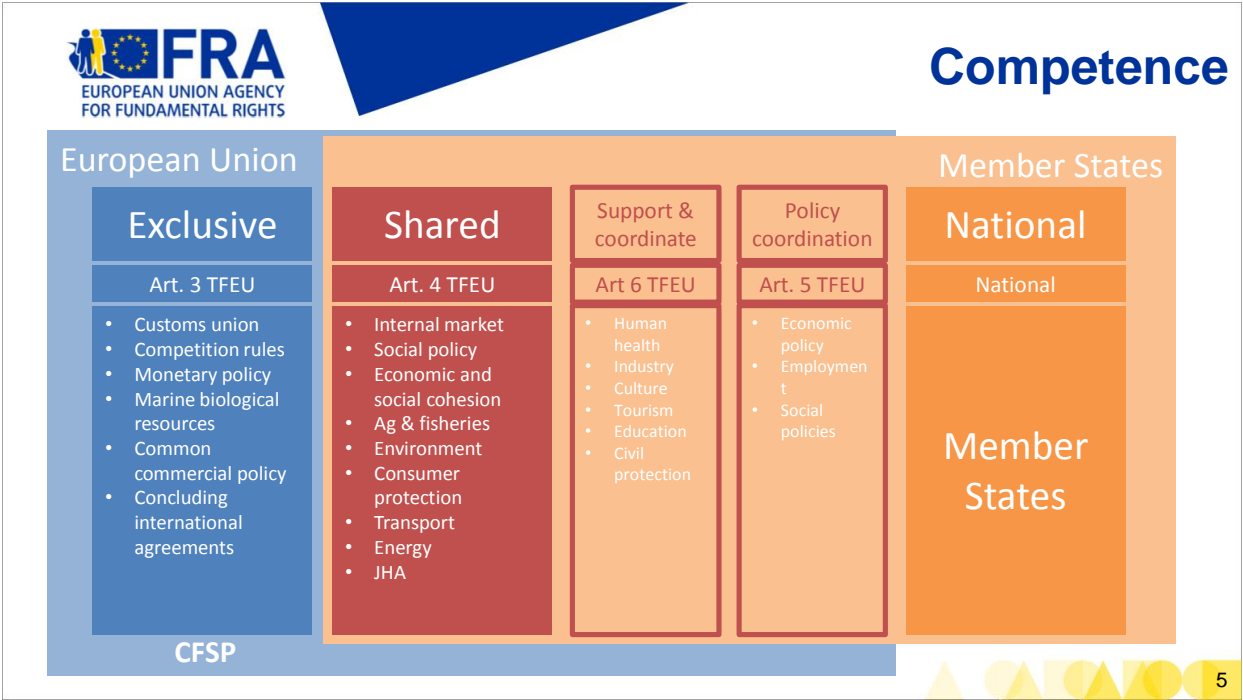 FRA
EUROPEAN UNION AGENCY
FOR FUNDAMENTAL RIGHTS
Competence
European Union
Member States
Exclusive
Art. 3 TFEU
• Customs union
• Competition rules
• Monetary policy
• Marine biological
resources
• Common
commercial policy
• Concluding
international
agreements
CFSP
Shared
Art. 4 TFEU
• Internal market
• Social policy
• Economic and
social cohesion
• Ag & fisheries
• Environment
• Consumer
protection
• Transport
• Energy
• JHA
Support &
coordinate
Art 6 TFEU
• Human
health
• Industry
• Culture
• Tourism
• Education
• Civil
protection
Policy
coordination
Art. 5 TFEU
• Economic
policy
• Employmen
t
• Social
policies
National
National
Member
States
5